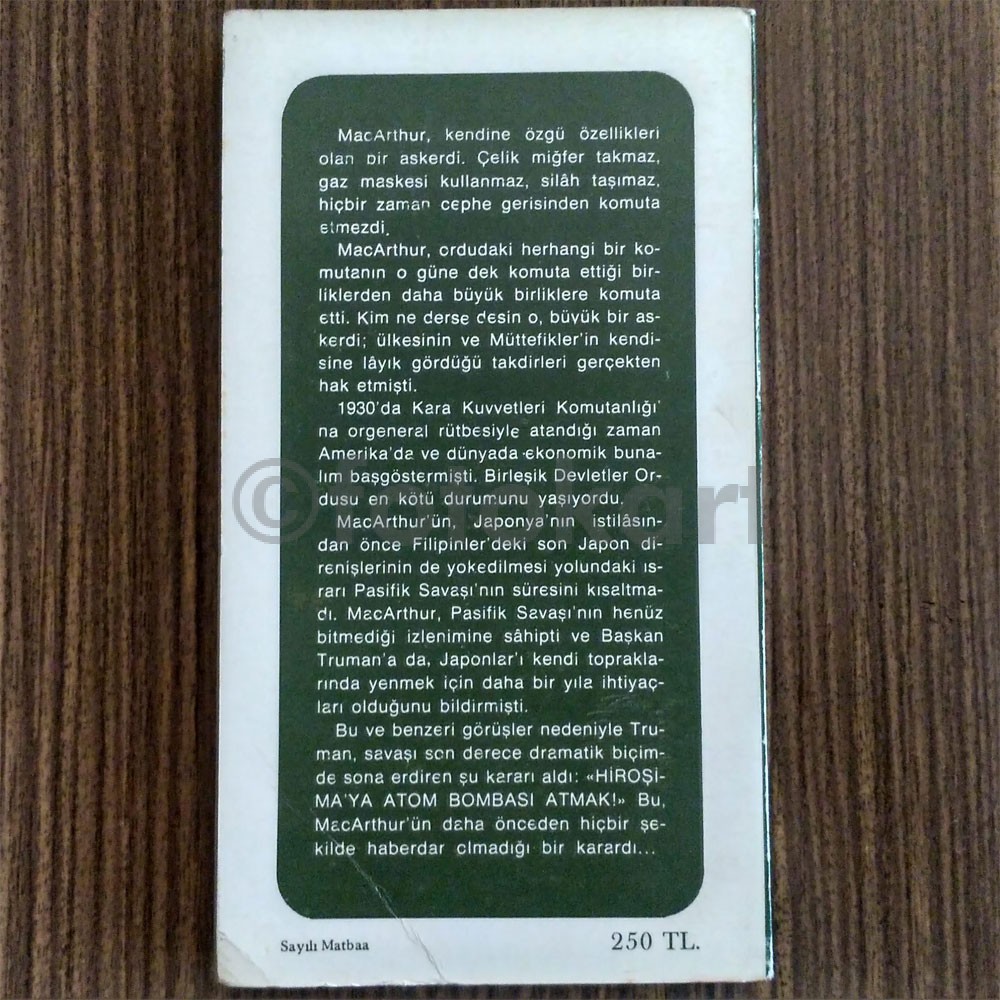 MacArthur, kendine özgü özellikleri
olan bir askerdi. Çelik miğfer takmaz,
gaz maskesi kullanmaz, silâh taşımaz,
hiçbir zaman cephe gerisinden komuta
etmezdi.
MacArthur, ordudaki herhangi bir ko-
mutanın o güne dek komuta ettiği bir-
liklerden daha büyük birliklere komuta
etti. Kim ne derse desin o, büyük bir as-
kerdi; ülkesinin ve Müttefikler'in kendi-
sine lâyık gördüğü takdirleri gerçekten
hak etmişti.
1930'da Kara Kuvvetleri Komutanlığı'
na orgeneral rütbesiyle atandığı zaman
Amerika'da ve dünyada ekonomik buna-
lım başgöstermişti. Birleşik Devletler Or-
dusu en kötü durumunu yaşıyordu.
© fotokart
MacArthur'ün, Japonya'nın istilâsın-
dan önce Filipinler'deki son Japon di-
renişlerinin de yokedilmesi yolundaki ıs-
rarı Pasifik Savaşı'nın süresini kısaltma-
dı. MacArthur, Pasifik Savaşı'nın henüz
bitmediği izlenimine sâhipti ve Başkan
Truman'a da, Japonlar'ı kendi toprakla-
rında yenmek için daha bir yıla ihtiyaç-
ları olduğunu bildirmişti.
Bu ve benzeri görüşler nedeniyle Tru-
man, savaşı son derece dramatik biçim-
de sona erdiren şu kararı aldı: «HİROŞİ-
MA'YA ATOM BOMBASI ATMAK!» Bu,
MacArthur'ün daha önceden hiçbir şe-
kilde haberdar olmadığı bir karardı...
Sayılı Matbaa
250 TL.